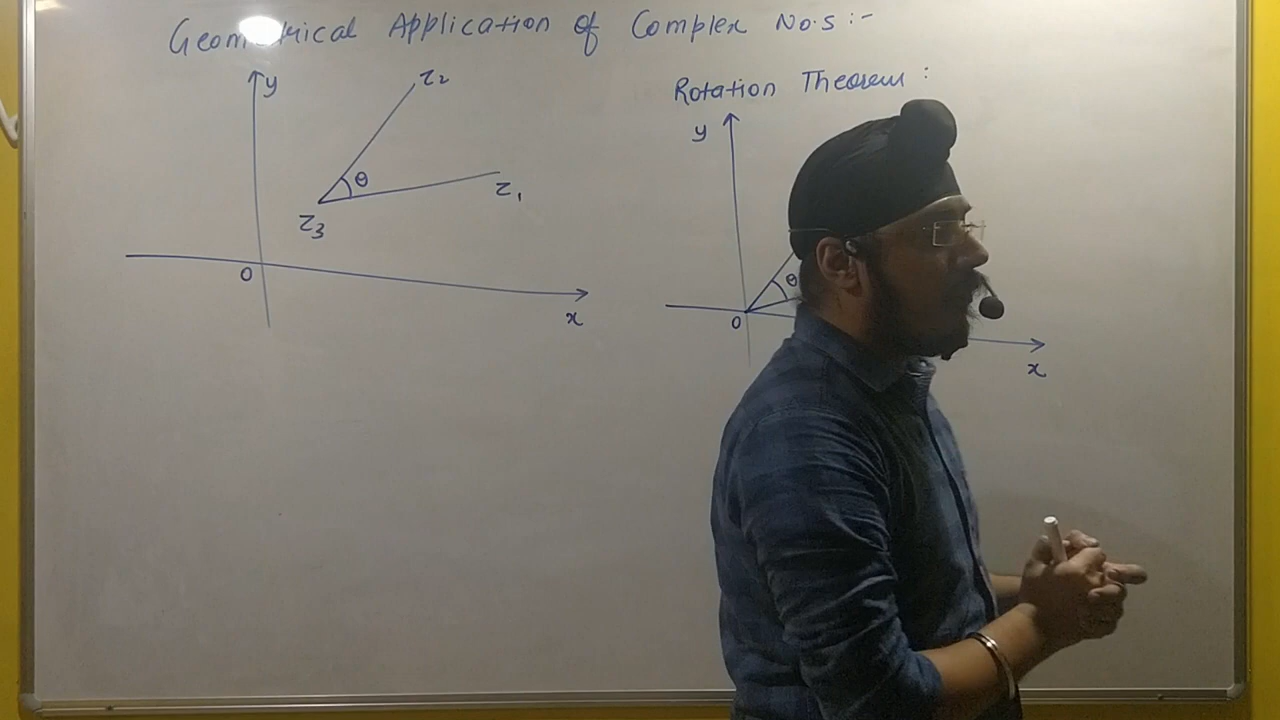 Geometrical Application of Complex No.s :-
y
z2
θ
z1
z3
0
x
Rotation Theorem :
y
θ
0
x